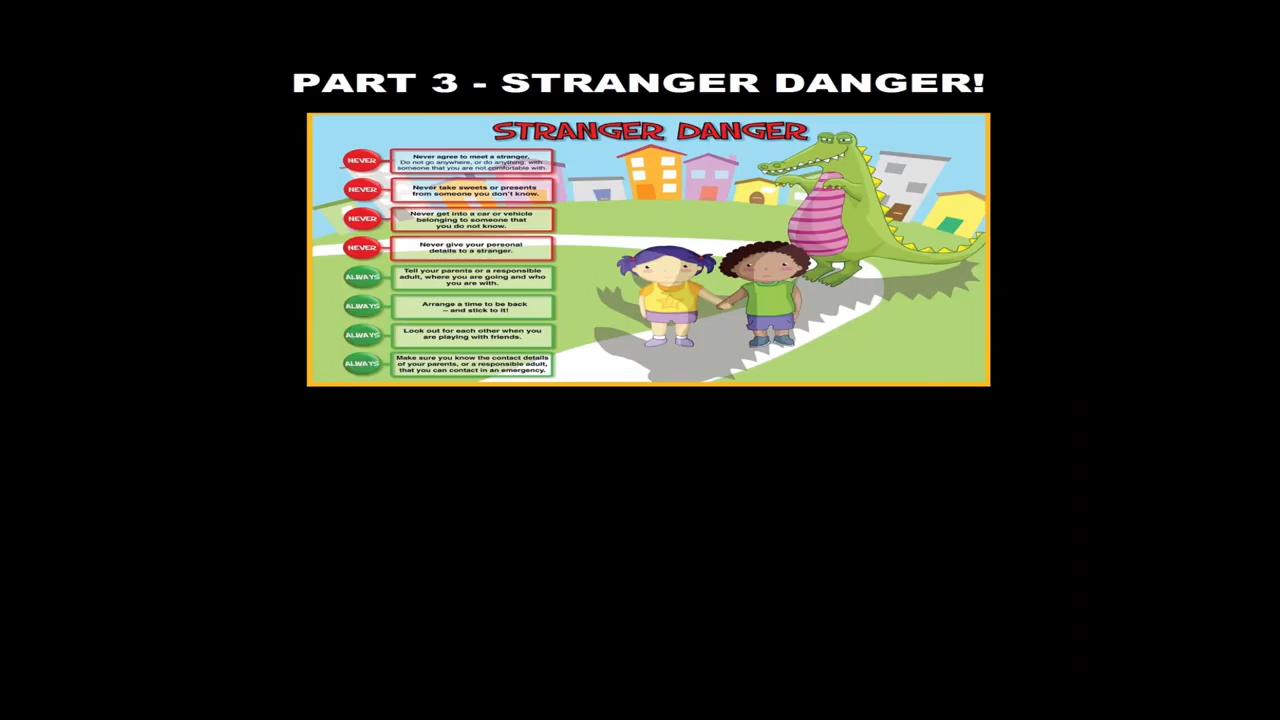 PART 3 - STRANGER DANGER!
STRANGER DANGER
NEVER
Never agree to meet a stranger.
Do not go anywhere, or do anything, with
someone that you are not comfortable with.
NEVER
Never take sweets or presents
from someone you don't know.
NEVER
Never get into a car or vehicle
belonging to someone that
you do not know.
NEVER
Never give your personal
details to a stranger.
ALWAYS
Tell your parents or a responsible
adult, where you are going and who
you are with.
ALWAYS
Arrange a time to be back
– and stick to it!
ALWAYS
Look out for each other when you
are playing with friends.
ALWAYS
Make sure you know the contact details
of your parents, or a responsible adult,
that you can contact in an emergency.